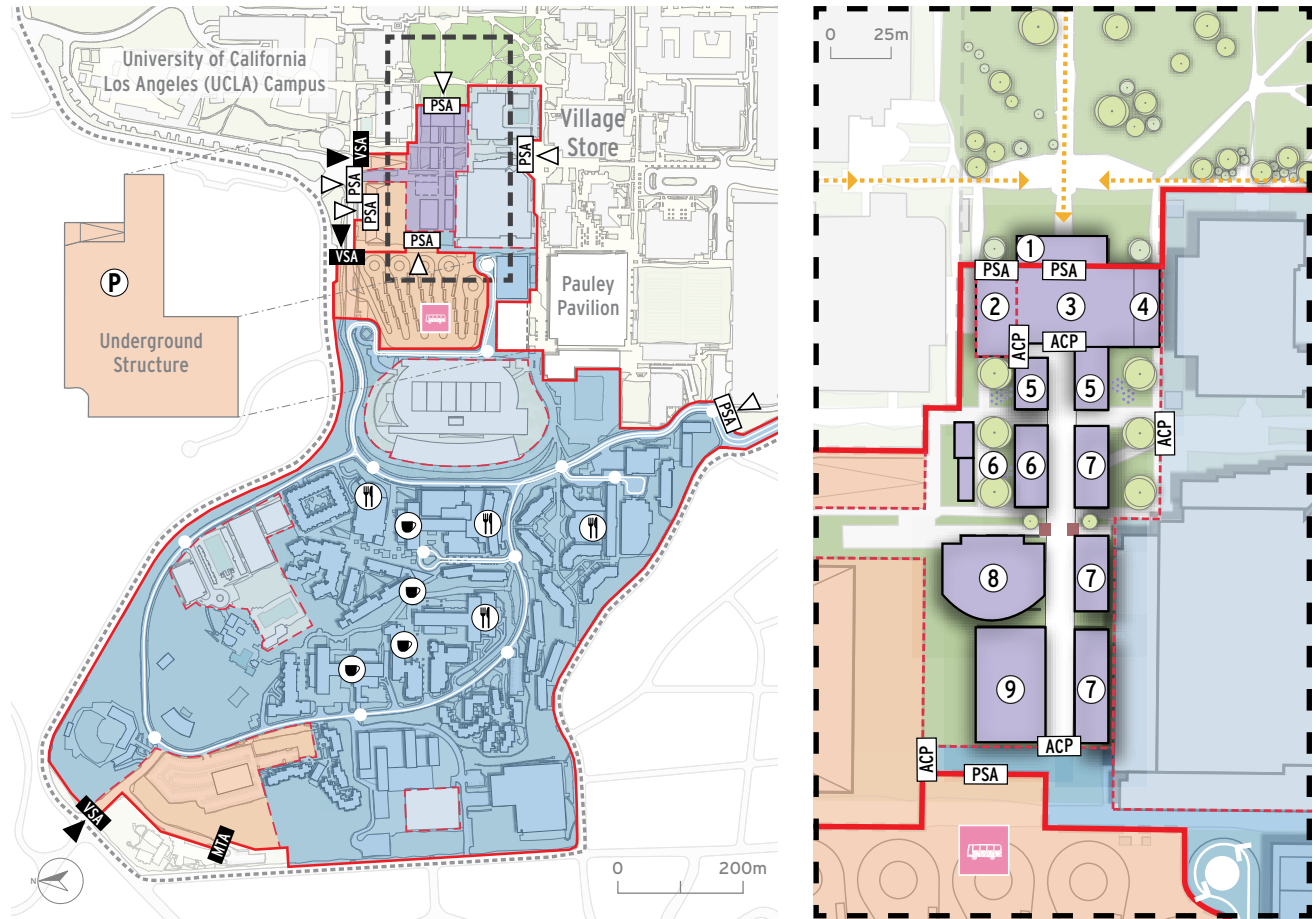 University of California
Los Angeles (UCLA) Campus
PSA
Village
Store
VSA
PSA
PSA
PSA
VSA
PSA
P
Underground
Structure
Pauley
Pavilion
PSA
VSA
MTA
N
0 200m
0 25m
1
PSA PSA
2 3 4
ACP ACP
5 5
ACP
6 6 7
8 7
9 7
ACP ACP
PSA